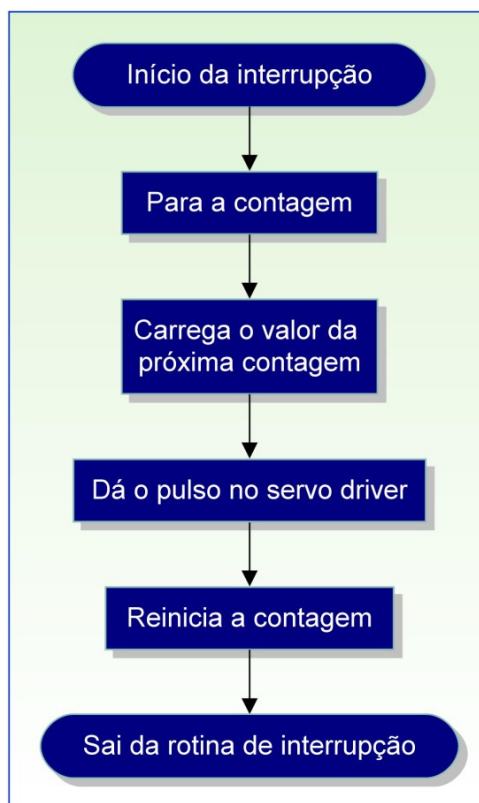 Início da interrupção
Para a contagem
Carrega o valor da
próxima contagem
Dá o pulso no servo driver
Reinicia a contagem
Sai da rotina de interrupção